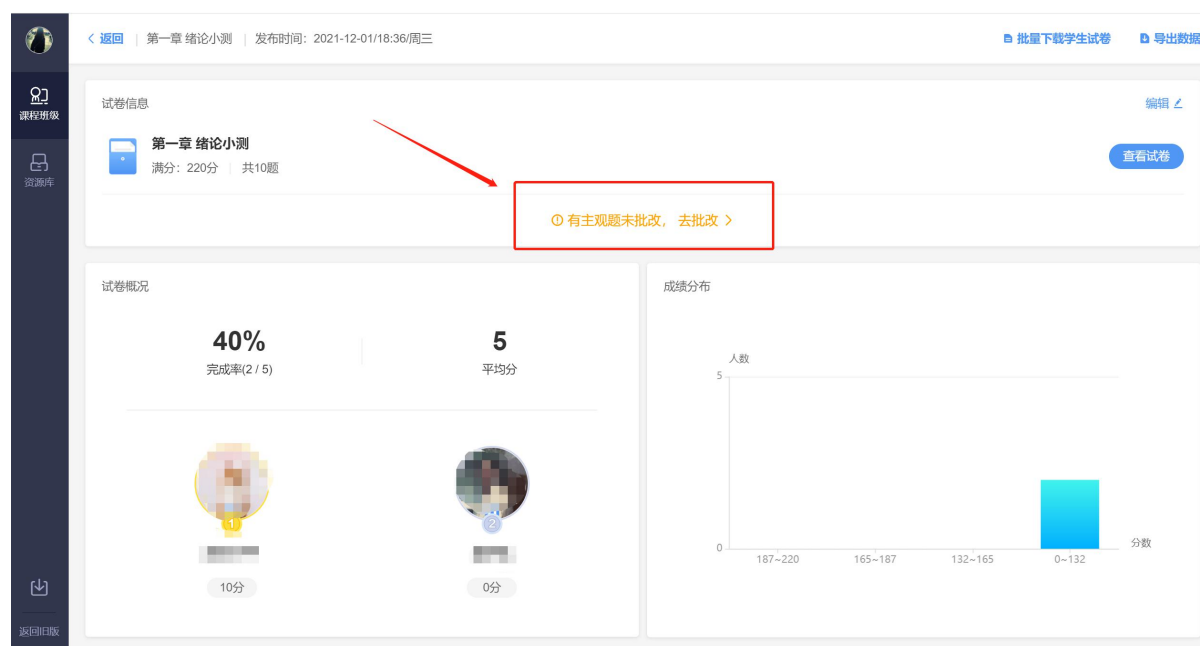 返回 第一章 绪论小测 发布时间：2021-12-01/18:36/周三 批量下载学生试卷 导出数据
课程班级
资源库
返回旧版
试卷信息 编辑
第一章 绪论小测
满分：220分 共10题
查看试卷
有主观题未批改， 去批改
试卷概况
40% 5
完成率(2 / 5) 平均分
1 2
10分 0分
成绩分布
人数
5
0
187~220 165~187 132~165 0~132
分数